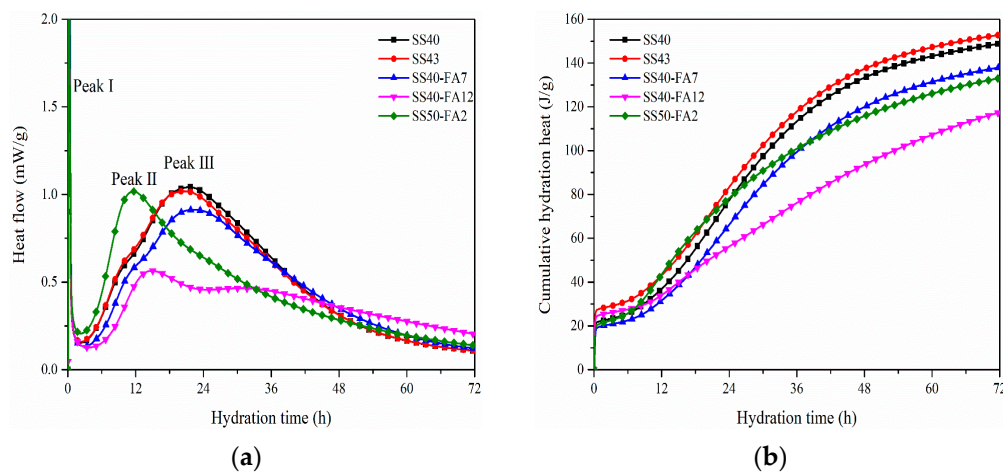 2.0
1.5
1.0
0.5
0.0
Heat flow (mW/g)
Peak I
Peak II
Peak III
SS40
SS43
SS40-FA7
SS40-FA12
SS50-FA2
0 12 24 36 48 60 72
Hydration time (h)
(a)
160
140
120
100
80
60
40
20
0
Cumulative hydration heat (J/g)
SS40
SS43
SS40-FA7
SS40-FA12
SS50-FA2
0 12 24 36 48 60 72
Hydration time (h)
(b)